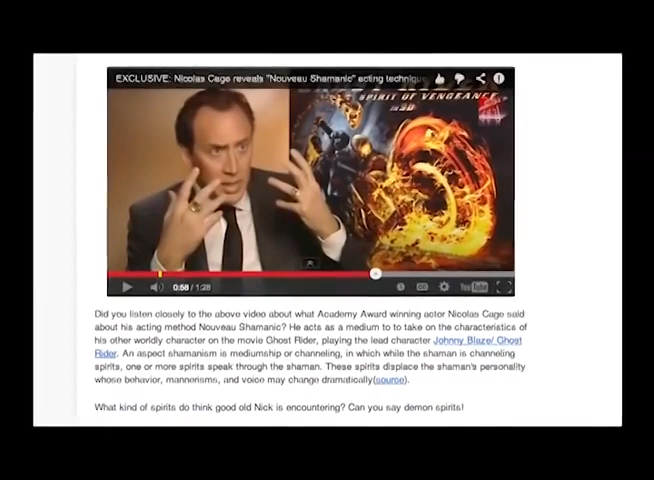 EXCLUSIVE: Nicolas Cage reveals "Nouveau Shamanic" acting technique
SPIRIT OF VENGEANCE
IN 3D
0:58 / 1:28
You Tube
Did you listen closely to the above video about what Academy Award winning actor Nicolas Cage said
about his acting method Nouveau Shamanic? He acts as a medium to to take on the characteristics of
his other worldly character on the movie Ghost Rider, playing the lead character Johnny Blaze/ Ghost
Rider. An aspect shamanism is mediumship or channeling, in which while the shaman is channeling
spirits, one or more spirits speak through the shaman. These spirits displace the shaman's personality
whose behavior, mannerisms, and voice may change dramatically(source).
What kind of spirits do think good old Nick is encountering? Can you say demon spirits!